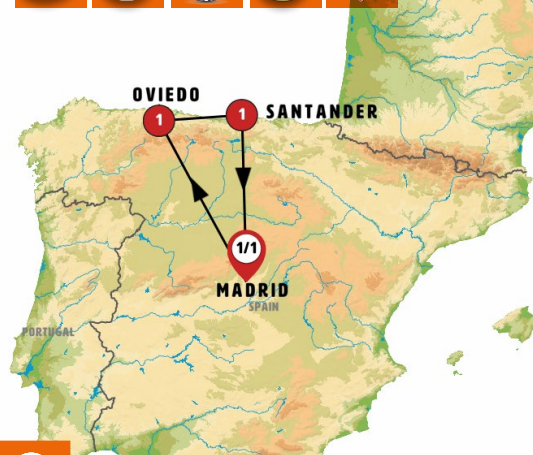 OVIEDO
1
1
SANTANDER
1/1
MADRID
SPAIN
PORTUGAL